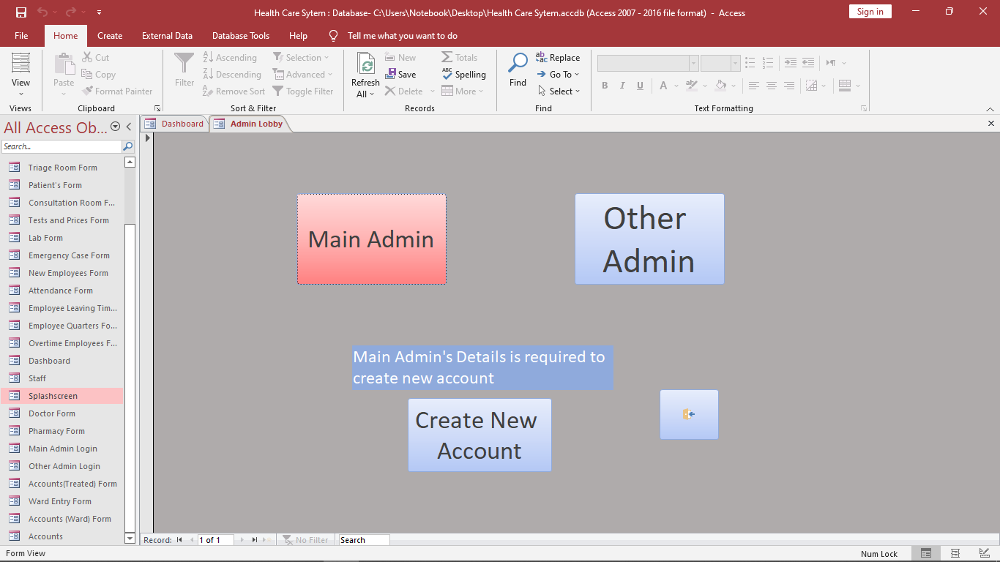 Health Care Sytem : Database- C:\Users\Notebook\Desktop\Health Care Sytem.accdb (Access 2007 - 2016 file format) - Access
Sign in
File
Home
Create
External Data
Database Tools
Help
Tell me what you want to do
View
Views
Paste
Cut
Copy
Format Painter
Clipboard
Filter
Ascending
Descending
Remove Sort
Selection
Advanced
Toggle Filter
Sort & Filter
Refresh
All
New
Save
Delete
Totals
Spelling
More
Records
Find
Replace
Go To
Select
Find
B I U A
Text Formatting
All Access Ob...
Search...
Triage Room Form
Patient's Form
Consultation Room F...
Tests and Prices Form
Lab Form
Emergency Case Form
New Employees Form
Attendance Form
Employee Leaving Tim...
Employee Quarters Fo...
Overtime Employees F...
Dashboard
Staff
Splashscreen
Doctor Form
Pharmacy Form
Main Admin Login
Other Admin Login
Accounts(Treated) Form
Ward Entry Form
Accounts (Ward) Form
Accounts
Dashboard
Admin Lobby
Main Admin
Other
Admin
Main Admin's Details is required to
create new account
Create New
Account
Record:
1 of 1
No Filter
Search
Form View
Num Lock